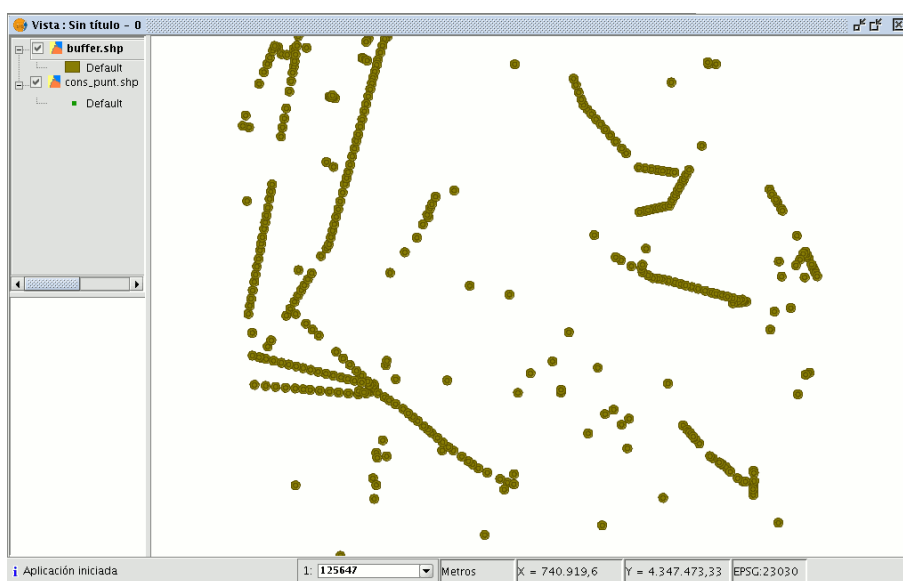 Vista : Sin título - 0
buffer.shp
Default
cons_punt.shp
Default
Aplicación iniciada
1: 125647
Metros
X = 740.919,6
Y = 4.347.473,33
EPSG:23030